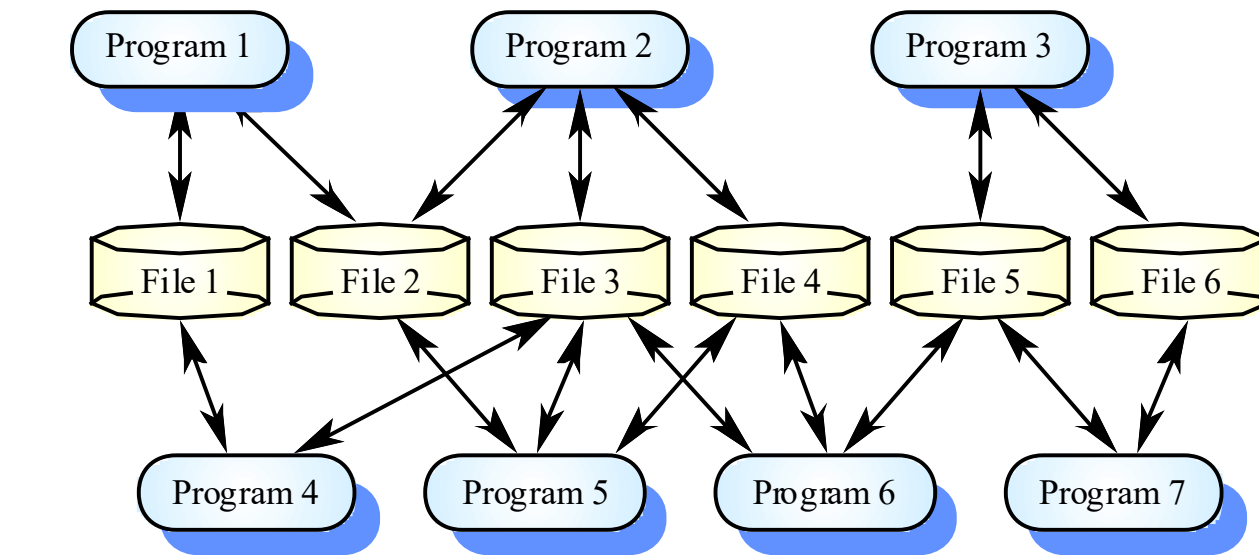 Program 1
Program 2
Program 3
File 1
File 2
File 3
File 4
File 5
File 6
Program 4
Program 5
Program 6
Program 7